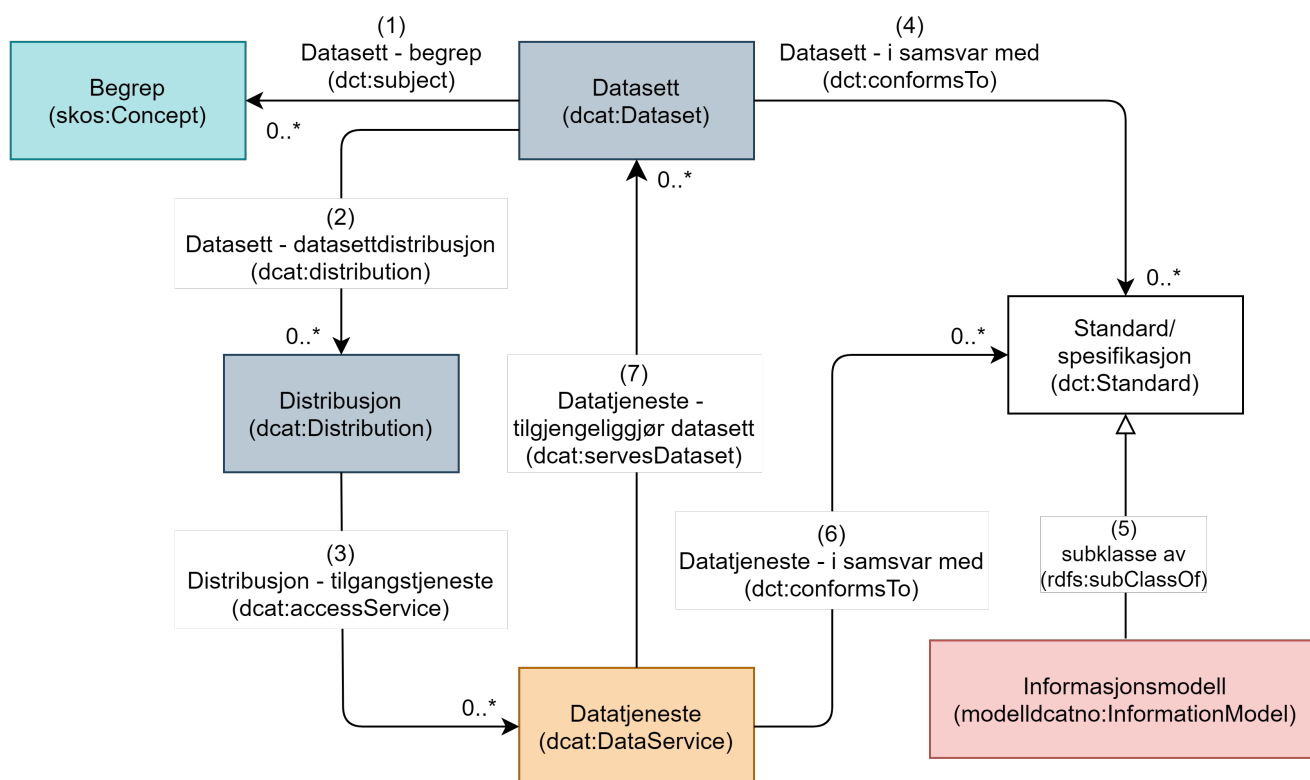 (1)
Datasett - begrep
(dct:subject)
(4)
Datasett - i samsvar med
(dct:conformsTo)
Begrep
(skos:Concept)
Datasett
(dcat:Dataset)
0..*
0..*
(2)
Datasett - datasettdistribusjon
(dcat:distribution)
0..*
0..*
0..*
Standard/
spesifikasjon
(dct:Standard)
Distribusjon
(dcat:Distribution)
(7)
Datatjeneste -
tilgjengeliggjør datasett
(dcat:servesDataset)
(3)
Distribusjon - tilgangstjeneste
(dcat:accessService)
(6)
Datatjeneste - i samsvar med
(dct:conformsTo)
(5)
subklasse av
(rdfs:subClassOf)
0..*
Datatjeneste
(dcat:DataService)
Informasjonsmodell
(modelldcatno:InformationModel)